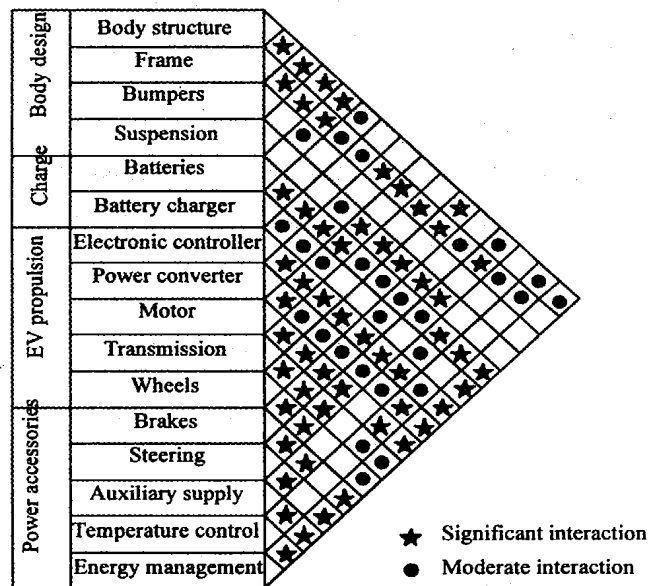 Body design
Body structure
Frame
Bumpers
Suspension
Charge
Batteries
Battery charger
EV propulsion
Electronic controller
Power converter
Motor
Transmission
Wheels
Power accessories
Brakes
Steering
Auxiliary supply
Temperature control
Energy management
Significant interaction
Moderate interaction